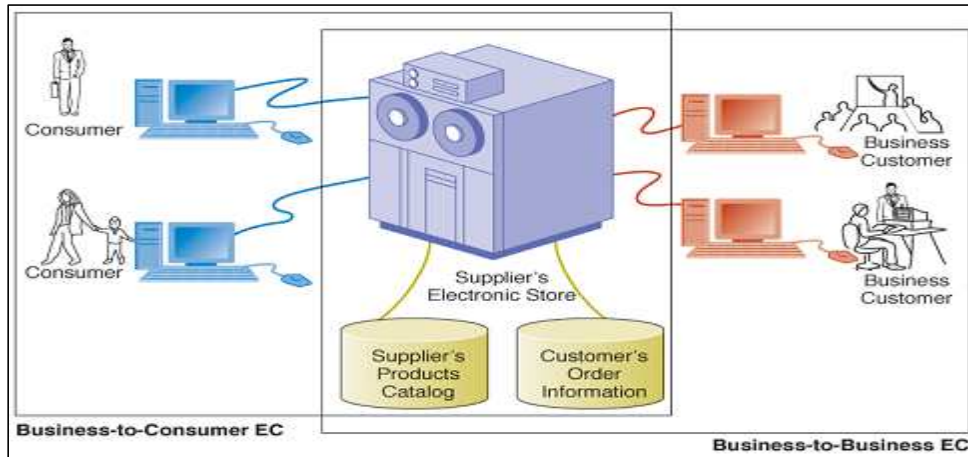 Consumer
Business
Customer
Consumer
Business
Customer
Supplier's
Electronic Store
Supplier's
Products
Catalog
Customer's
Order
Information
Business-to-Consumer EC
Business-to-Business EC